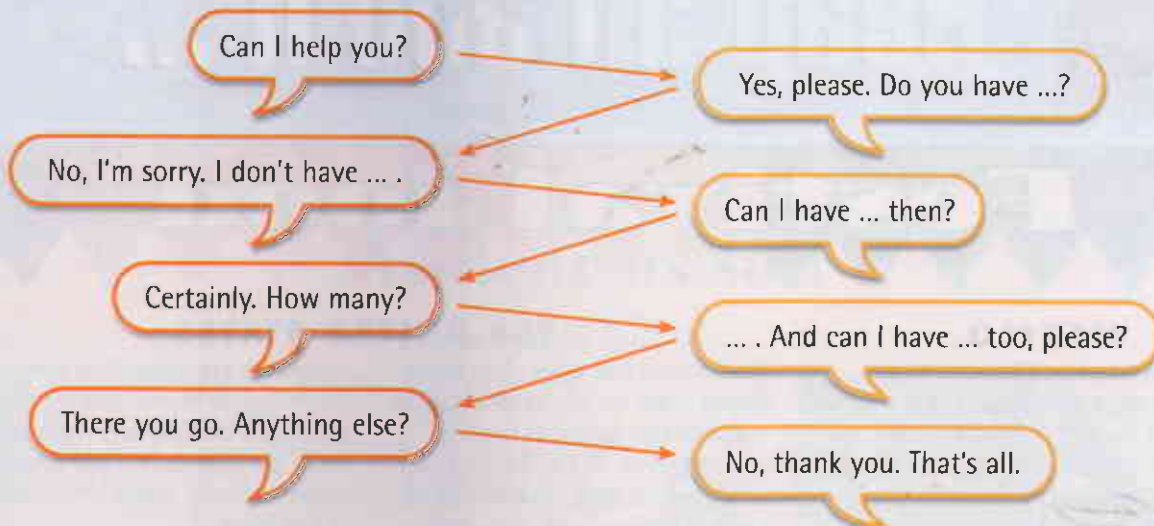 Can I help you?
Yes, please. Do you have ...?
No, I'm sorry. I don't have ... .
Can I have ... then?
Certainly. How many?
... . And can I have ... too, please?
There you go. Anything else?
No, thank you. That's all.